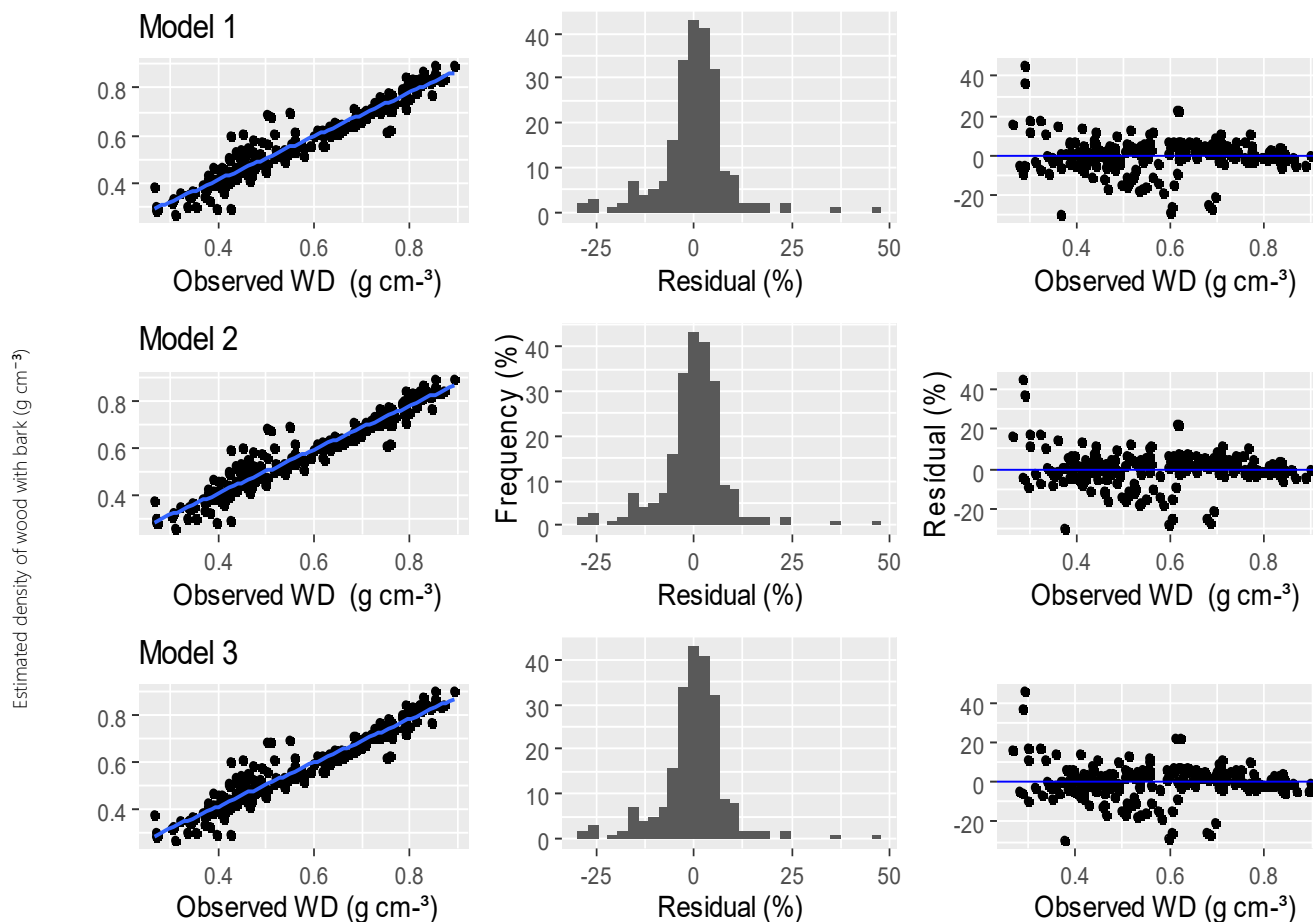 Estimated density of wood with bark (g cm⁻³)
Model 1
0.8
0.6
0.4
0.4 0.6 0.8
Observed WD (g cm-³)
40
30
20
10
0
-25 0 25 50
Residual (%)
40
20
0
-20
0.4 0.6 0.8
Observed WD (g cm-³)
Model 2
0.8
0.6
0.4
0.4 0.6 0.8
Observed WD (g cm-³)
Frequency (%)
40
30
20
10
0
-25 0 25 50
Residual (%)
Residual (%)
40
20
0
-20
0.4 0.6 0.8
Observed WD (g cm-³)
Model 3
0.8
0.6
0.4
0.4 0.6 0.8
Observed WD (g cm-³)
40
30
20
10
0
-25 0 25 50
Residual (%)
40
20
0
-20
0.4 0.6 0.8
Observed WD (g cm-³)